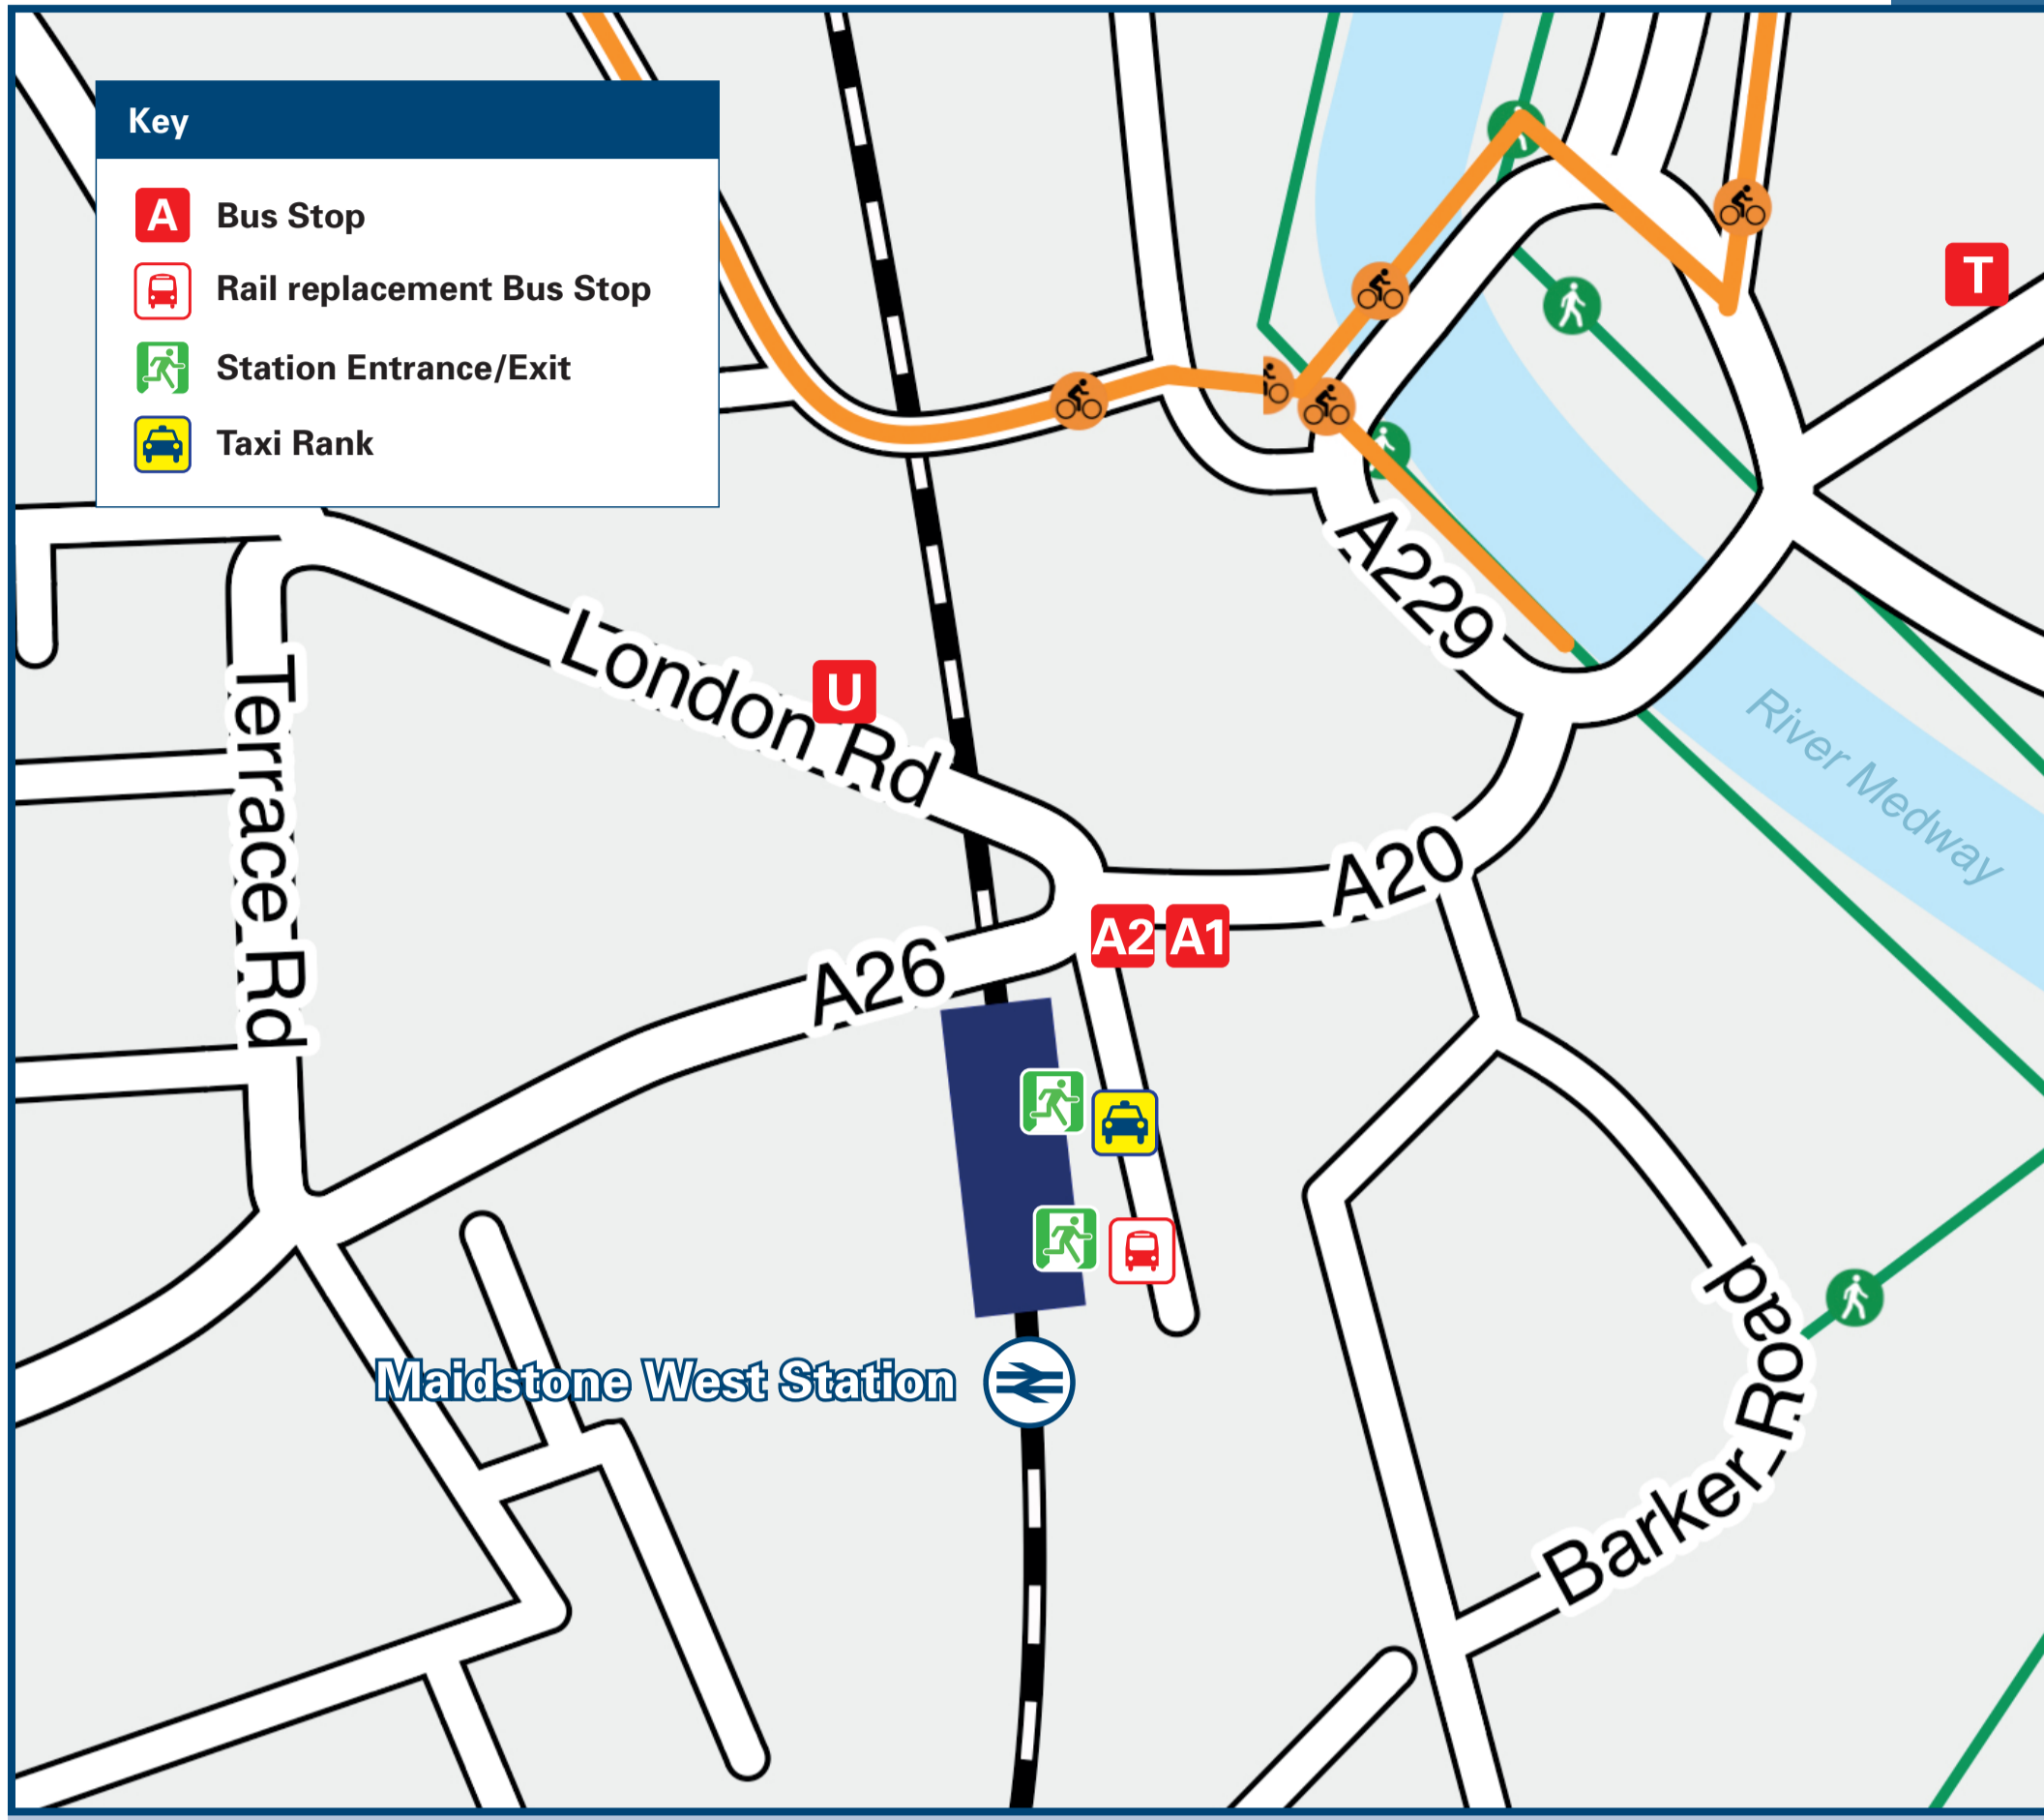 Key
A Bus Stop
Rail replacement Bus Stop
Station Entrance/Exit
Taxi Rank
T
A229
London Rd
U
Terrace Rd
River Medway
A20
A2 A1
A26
Barker Road
Maidstone West Station